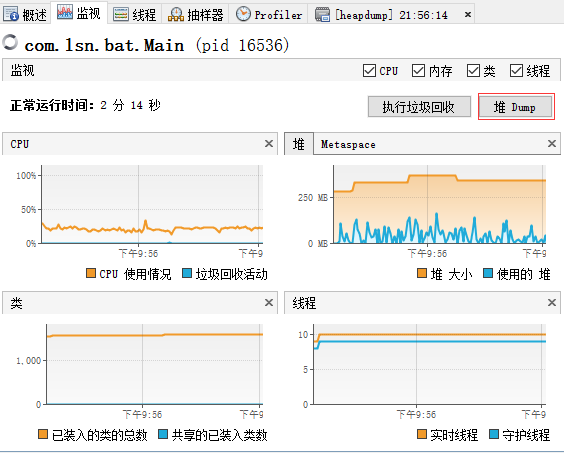 概述 监视 线程 抽样器 Profiler [heapdump] 21:56:14
com.lsn.bat.Main (pid 16536)
监视 CPU 内存 类 线程
正常运行时间: 2 分 14 秒 执行垃圾回收 堆 Dump
CPU
100%
50%
0%
下午9:56 下午9
CPU 使用情况 垃圾回收活动
堆 Metaspace
250 MB
0 MB
下午9:56 下午9
堆 大小 使用的 堆
类
1,000
0
下午9:56 下午9
已装入的类的总数 共享的已装入类数
线程
10
5
0
下午9:56 下午9
实时线程 守护线程